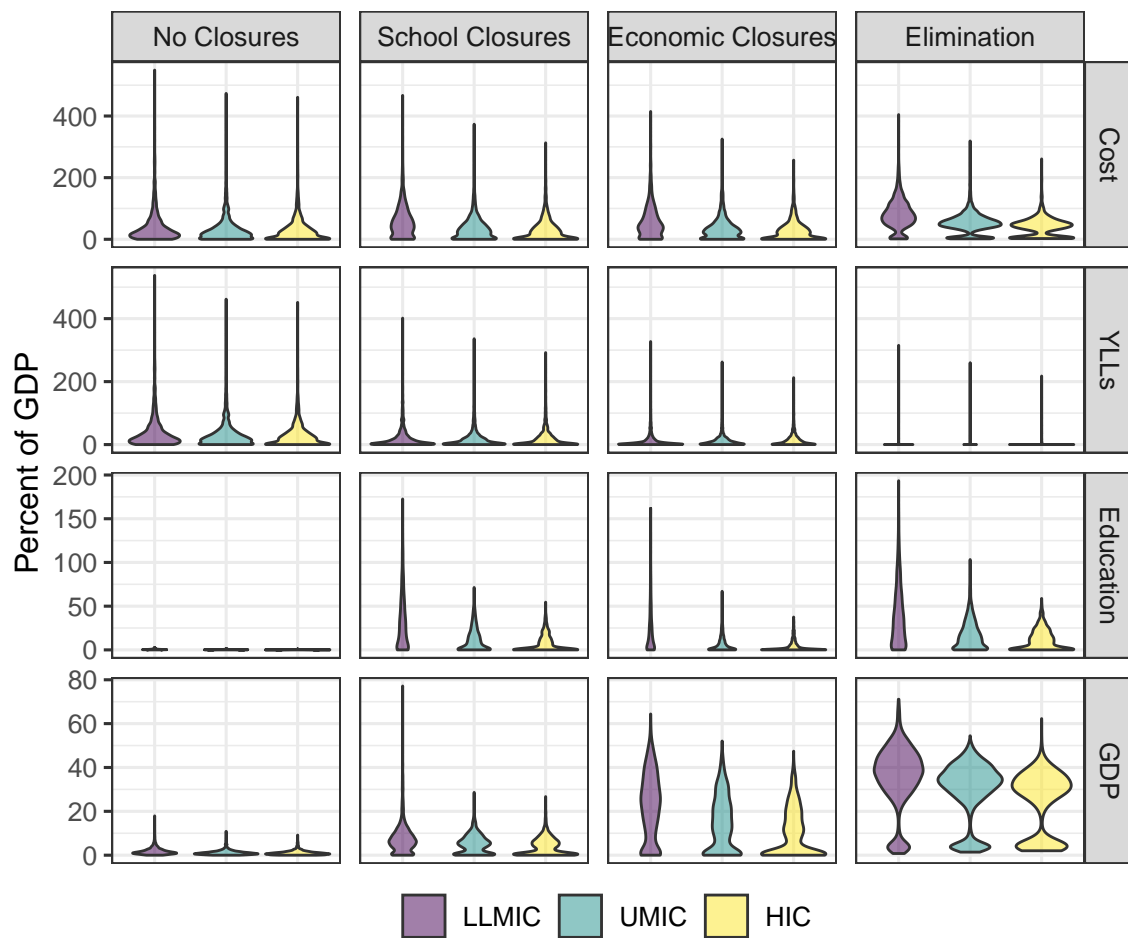 No Closures School Closures Economic Closures Elimination
Percent of GDP
400
200
0
Cost
400
200
0
YLLs
200
150
100
50
0
Education
80
60
40
20
0
GDP
LLMIC UMIC HIC